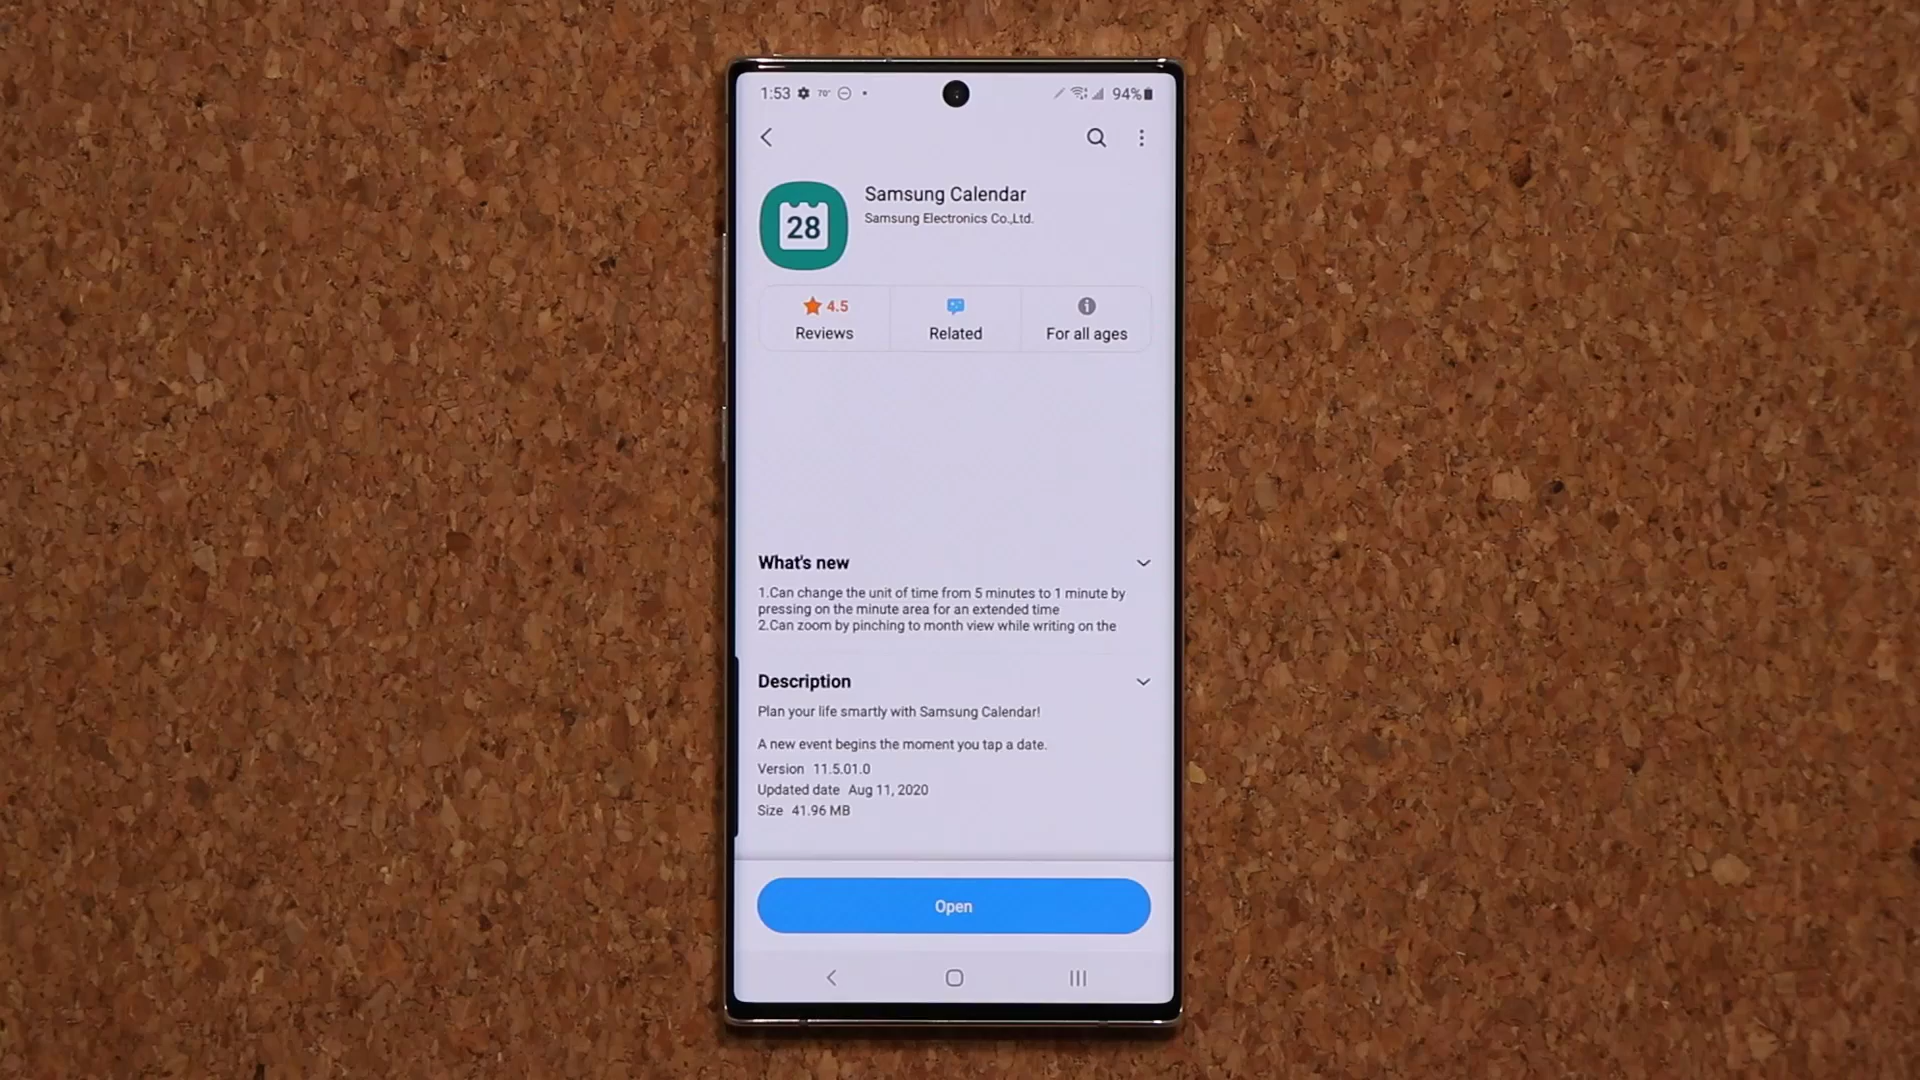 1:53 70° 94%
Samsung Calendar
Samsung Electronics Co.,Ltd.
28
4.5
Reviews
Related
For all ages
What's new
1.Can change the unit of time from 5 minutes to 1 minute by
pressing on the minute area for an extended time
2.Can zoom by pinching to month view while writing on the
Description
Plan your life smartly with Samsung Calendar!
A new event begins the moment you tap a date.
Version 11.5.01.0
Updated date Aug 11, 2020
Size 41.96 MB
Open